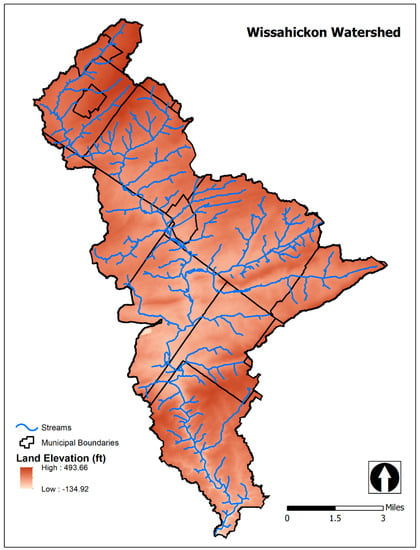 Wissahickon Watershed
Streams
Municipal Boundaries
Land Elevation (ft)
High : 493.66
Low : -134.92
Miles
0 1.5 3